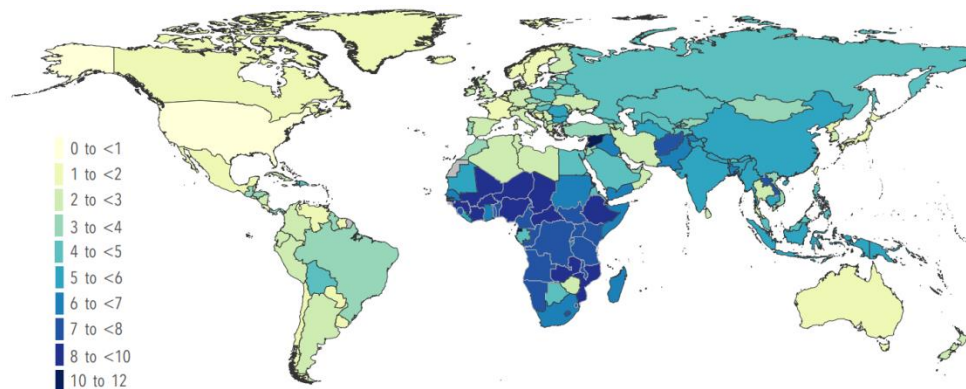 0 to <1
1 to <2
2 to <3
3 to <4
4 to <5
5 to <6
6 to <7
7 to <8
8 to <10
10 to 12